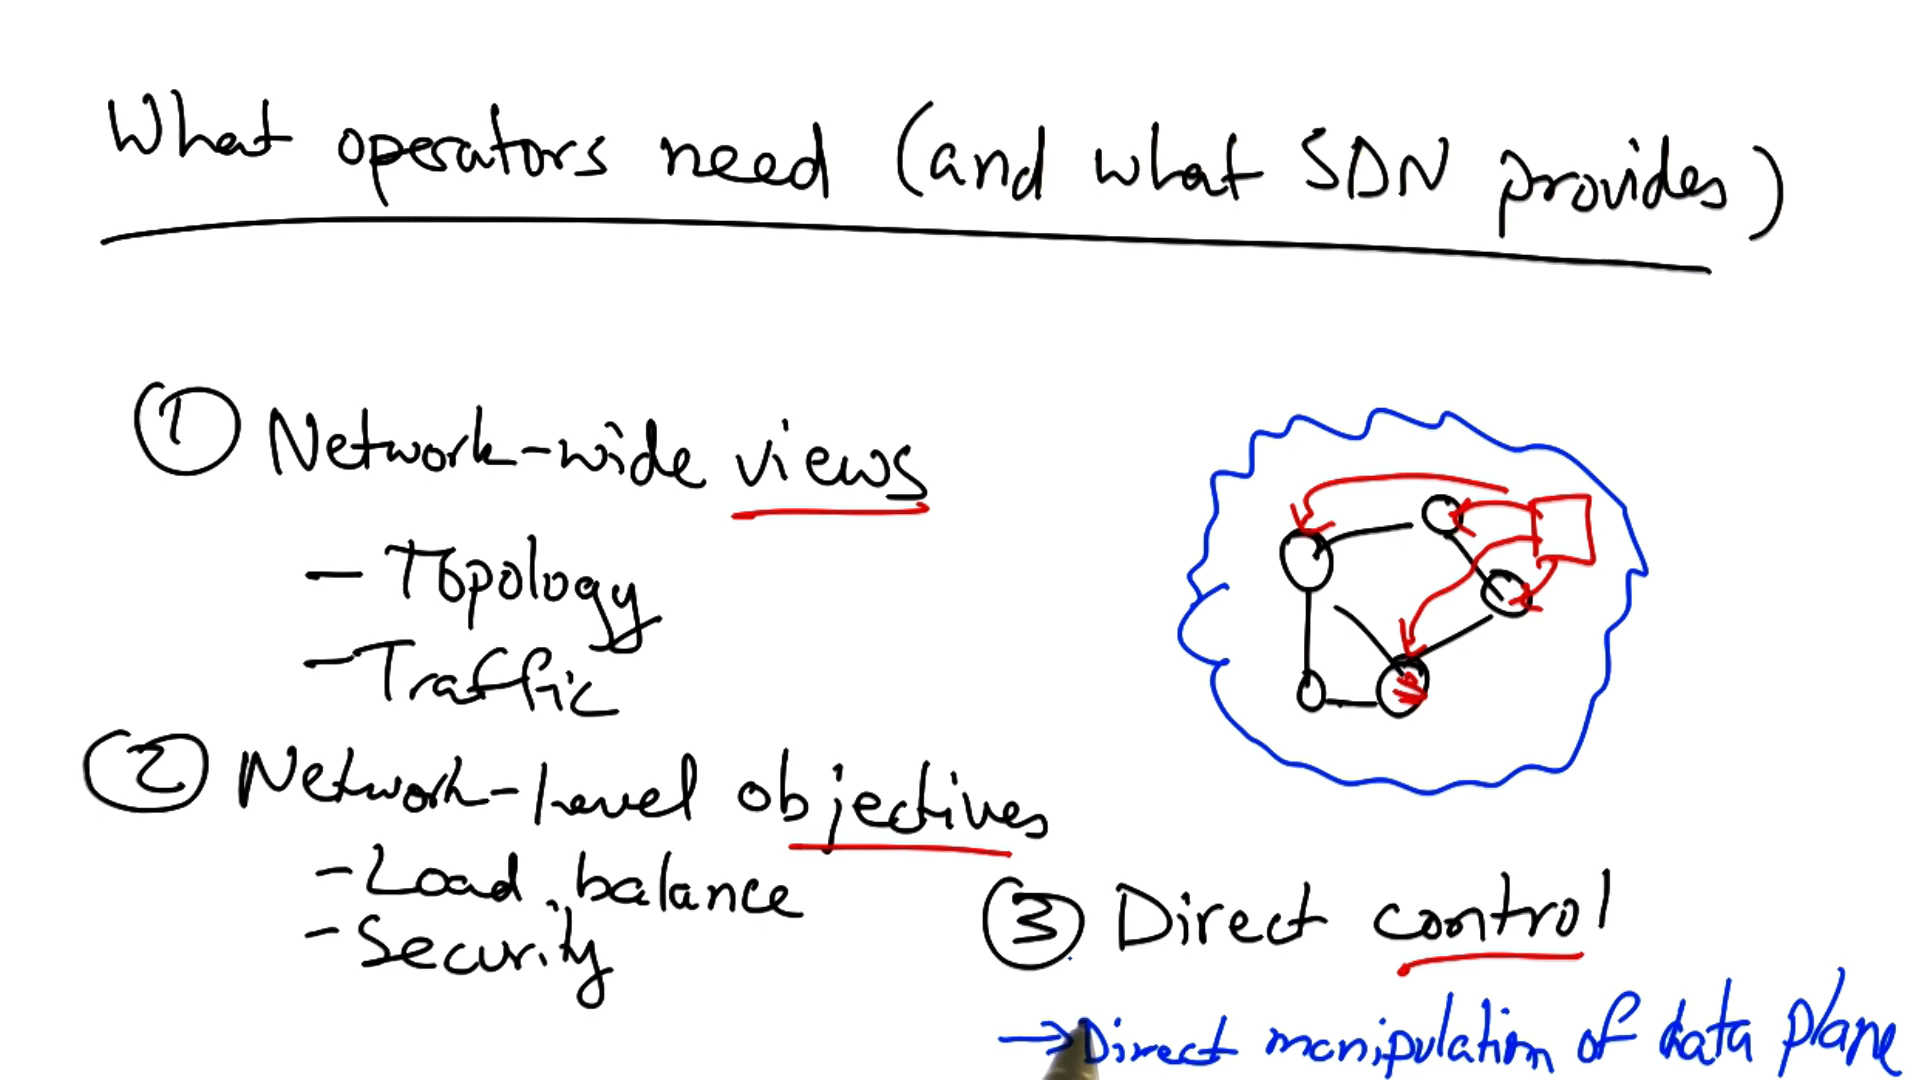 What operators need (and what SDN provides)
① Network-wide views
- Topology
- Traffic
② Network-level objectives
- Load balance
- Security
③ Direct control
→ Direct manipulation of data plane